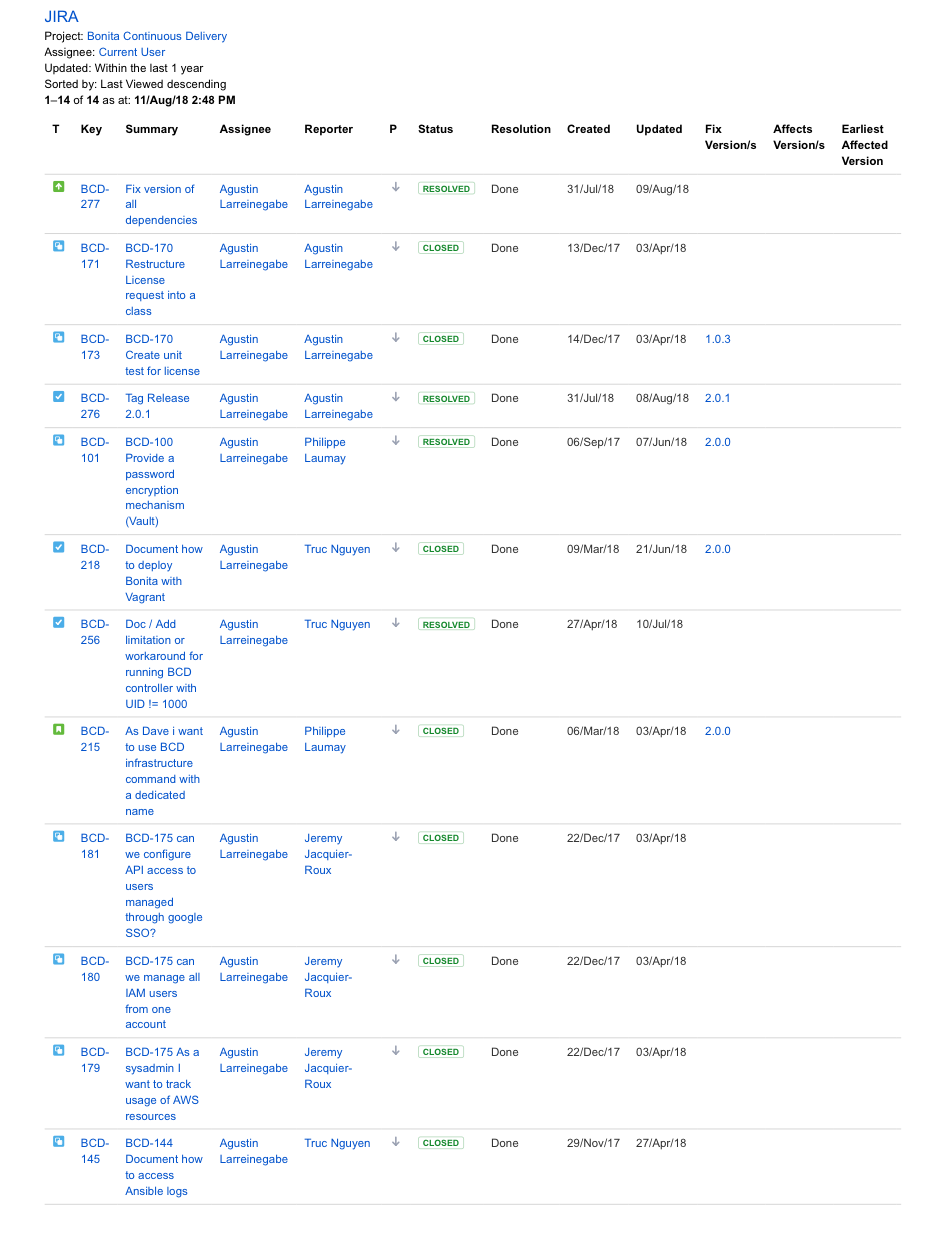 JIRA
Project: Bonita Continuous Delivery
Assignee: Current User
Updated: Within the last 1 year
Sorted by: Last Viewed descending
1–14 of 14 as at: 11/Aug/18 2:48 PM
T Key Summary Assignee Reporter P Status Resolution Created Updated Fix Affects Earliest
Version/s Version/s Affected
Version
BCD- Fix version of Agustin Agustin RESOLVED Done 31/Jul/18 09/Aug/18
277 all Larreinegabe Larreinegabe
dependencies
BCD- BCD-170 Agustin Agustin CLOSED Done 13/Dec/17 03/Apr/18
171 Restructure Larreinegabe Larreinegabe
License
request into a
class
BCD- BCD-170 Agustin Agustin CLOSED Done 14/Dec/17 03/Apr/18 1.0.3
173 Create unit Larreinegabe Larreinegabe
test for license
BCD- Tag Release Agustin Agustin RESOLVED Done 31/Jul/18 08/Aug/18 2.0.1
276 2.0.1 Larreinegabe Larreinegabe
BCD- BCD-100 Agustin Philippe RESOLVED Done 06/Sep/17 07/Jun/18 2.0.0
101 Provide a Larreinegabe Laumay
password
encryption
mechanism
(Vault)
BCD- Document how Agustin Truc Nguyen CLOSED Done 09/Mar/18 21/Jun/18 2.0.0
218 to deploy Larreinegabe
Bonita with
Vagrant
BCD- Doc / Add Agustin Truc Nguyen RESOLVED Done 27/Apr/18 10/Jul/18
256 limitation or Larreinegabe
workaround for
running BCD
controller with
UID != 1000
BCD- As Dave i want Agustin Philippe CLOSED Done 06/Mar/18 03/Apr/18 2.0.0
215 to use BCD Larreinegabe Laumay
infrastructure
command with
a dedicated
name
BCD- BCD-175 can Agustin Jeremy CLOSED Done 22/Dec/17 03/Apr/18
181 we configure Larreinegabe Jacquier-
API access to Roux
users
managed
through google
SSO?
BCD- BCD-175 can Agustin Jeremy CLOSED Done 22/Dec/17 03/Apr/18
180 we manage all Larreinegabe Jacquier-
IAM users Roux
from one
account
BCD- BCD-175 As a Agustin Jeremy CLOSED Done 22/Dec/17 03/Apr/18
179 sysadmin I Larreinegabe Jacquier-
want to track Roux
usage of AWS
resources
BCD- BCD-144 Agustin Truc Nguyen CLOSED Done 29/Nov/17 27/Apr/18
145 Document how Larreinegabe
to access
Ansible logs